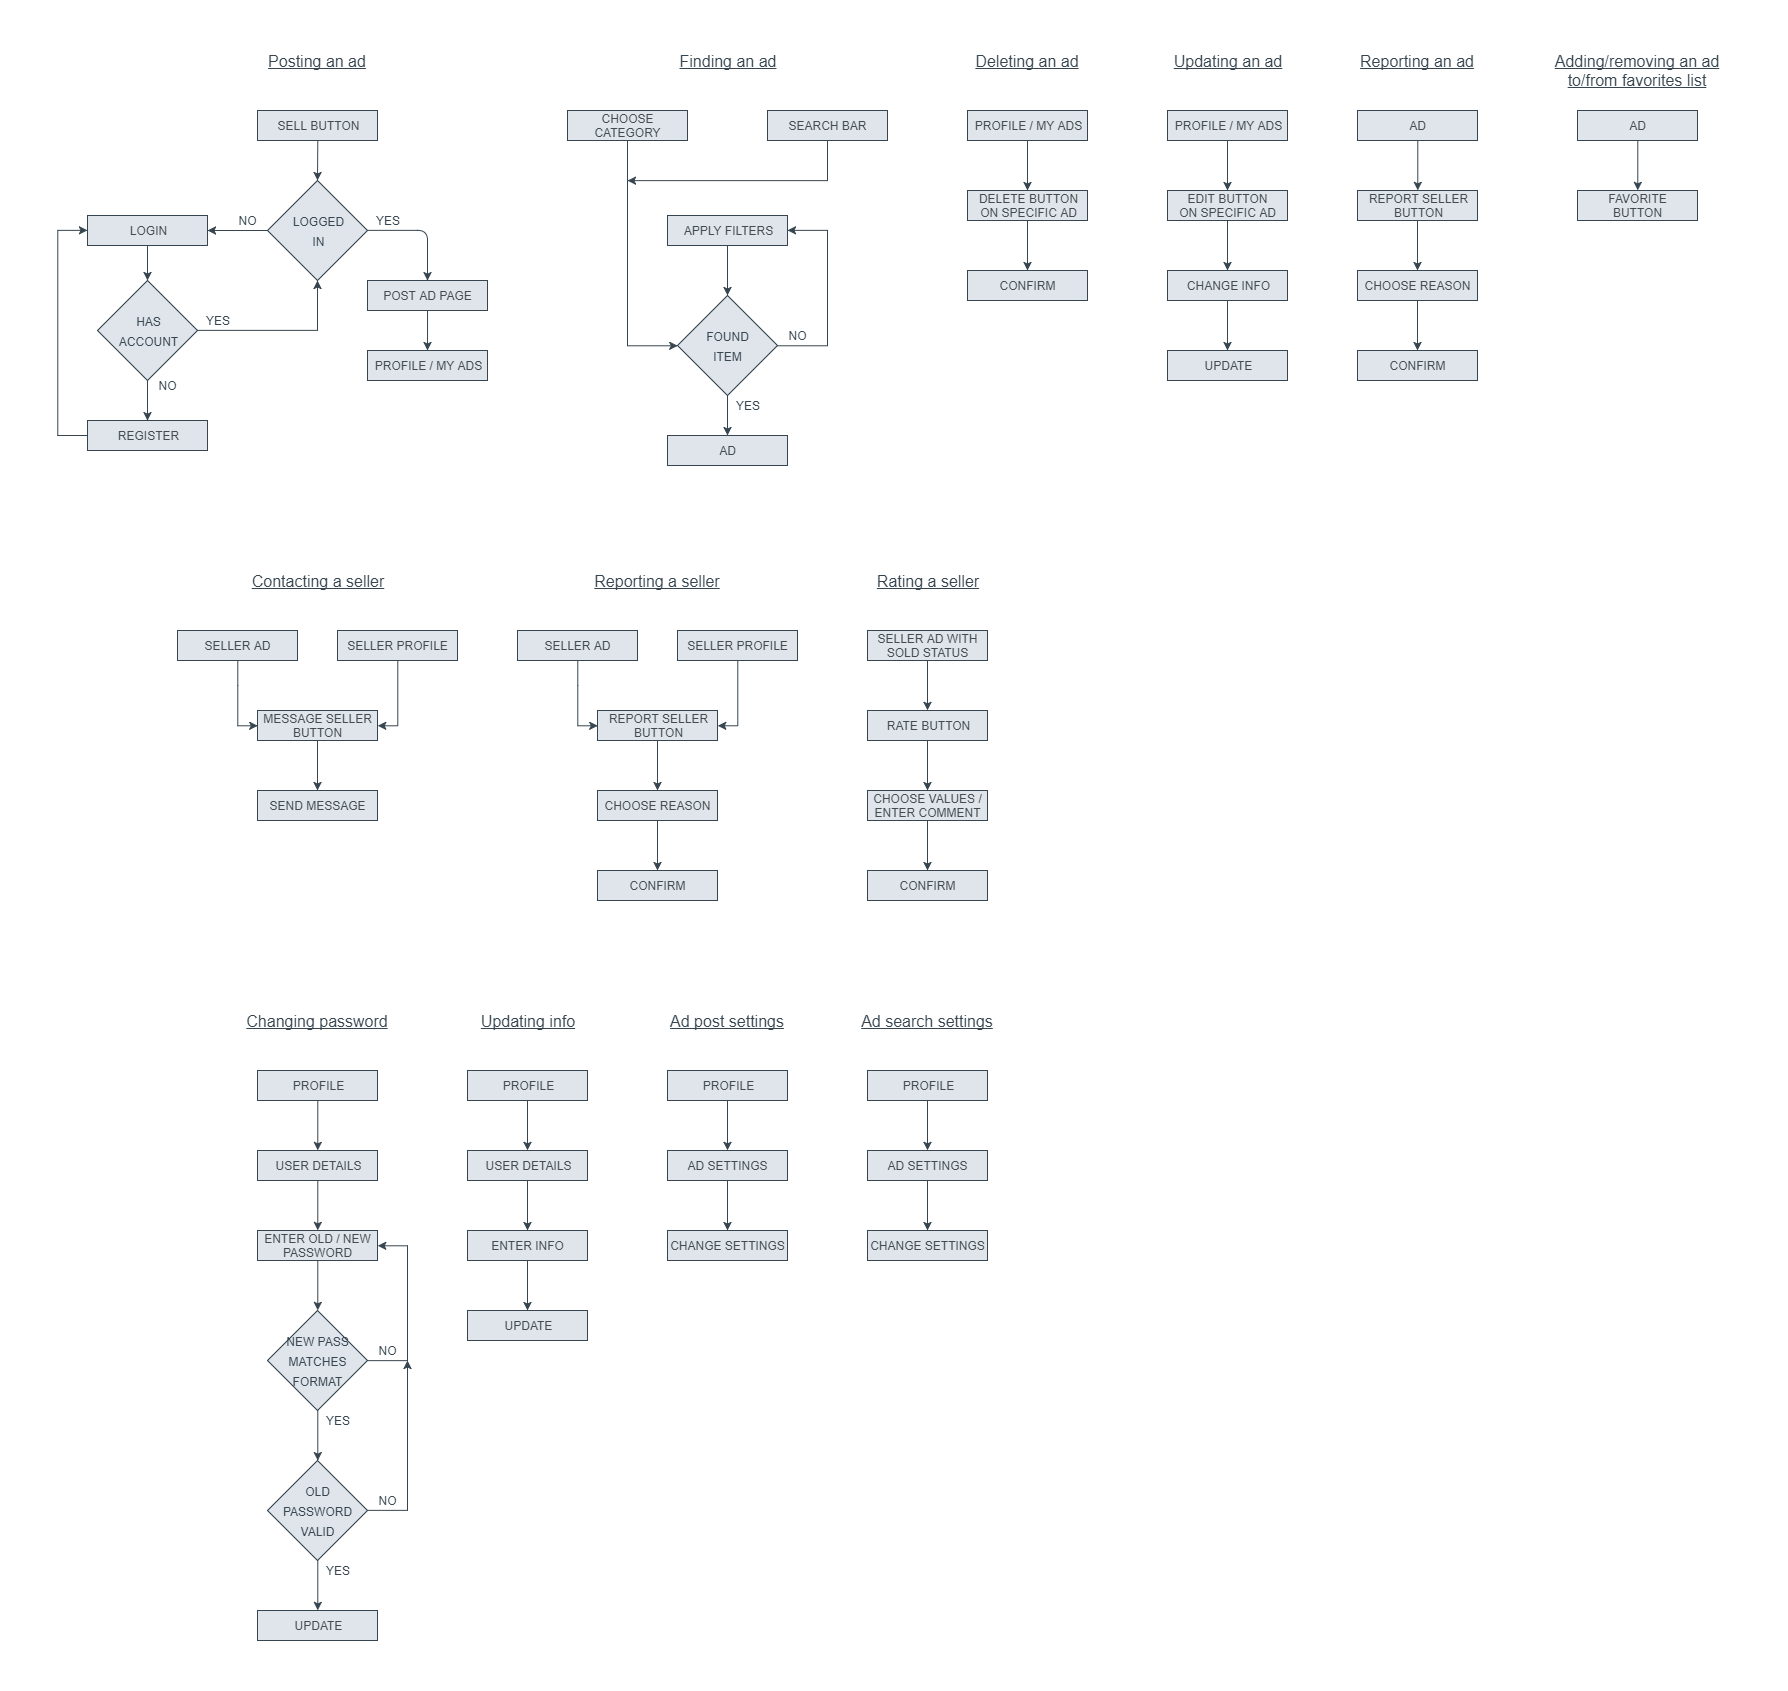 Posting an ad
SELL BUTTON
LOGGED
IN
NO
YES
LOGIN
HAS
ACCOUNT
YES
NO
REGISTER
POST AD PAGE
PROFILE / MY ADS
Finding an ad
CHOOSE
CATEGORY
SEARCH BAR
APPLY FILTERS
FOUND
ITEM
NO
YES
AD
Deleting an ad
PROFILE / MY ADS
DELETE BUTTON
ON SPECIFIC AD
CONFIRM
Updating an ad
PROFILE / MY ADS
EDIT BUTTON
ON SPECIFIC AD
CHANGE INFO
UPDATE
Reporting an ad
AD
REPORT SELLER
BUTTON
CHOOSE REASON
CONFIRM
Adding/removing an ad
to/from favorites list
AD
FAVORITE
BUTTON
Contacting a seller
SELLER AD
SELLER PROFILE
MESSAGE SELLER
BUTTON
SEND MESSAGE
Reporting a seller
SELLER AD
SELLER PROFILE
REPORT SELLER
BUTTON
CHOOSE REASON
CONFIRM
Rating a seller
SELLER AD WITH
SOLD STATUS
RATE BUTTON
CHOOSE VALUES /
ENTER COMMENT
CONFIRM
Changing password
PROFILE
USER DETAILS
ENTER OLD / NEW
PASSWORD
NEW PASS
MATCHES
FORMAT
NO
YES
OLD
PASSWORD
VALID
NO
YES
UPDATE
Updating info
PROFILE
USER DETAILS
ENTER INFO
UPDATE
Ad post settings
PROFILE
AD SETTINGS
CHANGE SETTINGS
Ad search settings
PROFILE
AD SETTINGS
CHANGE SETTINGS